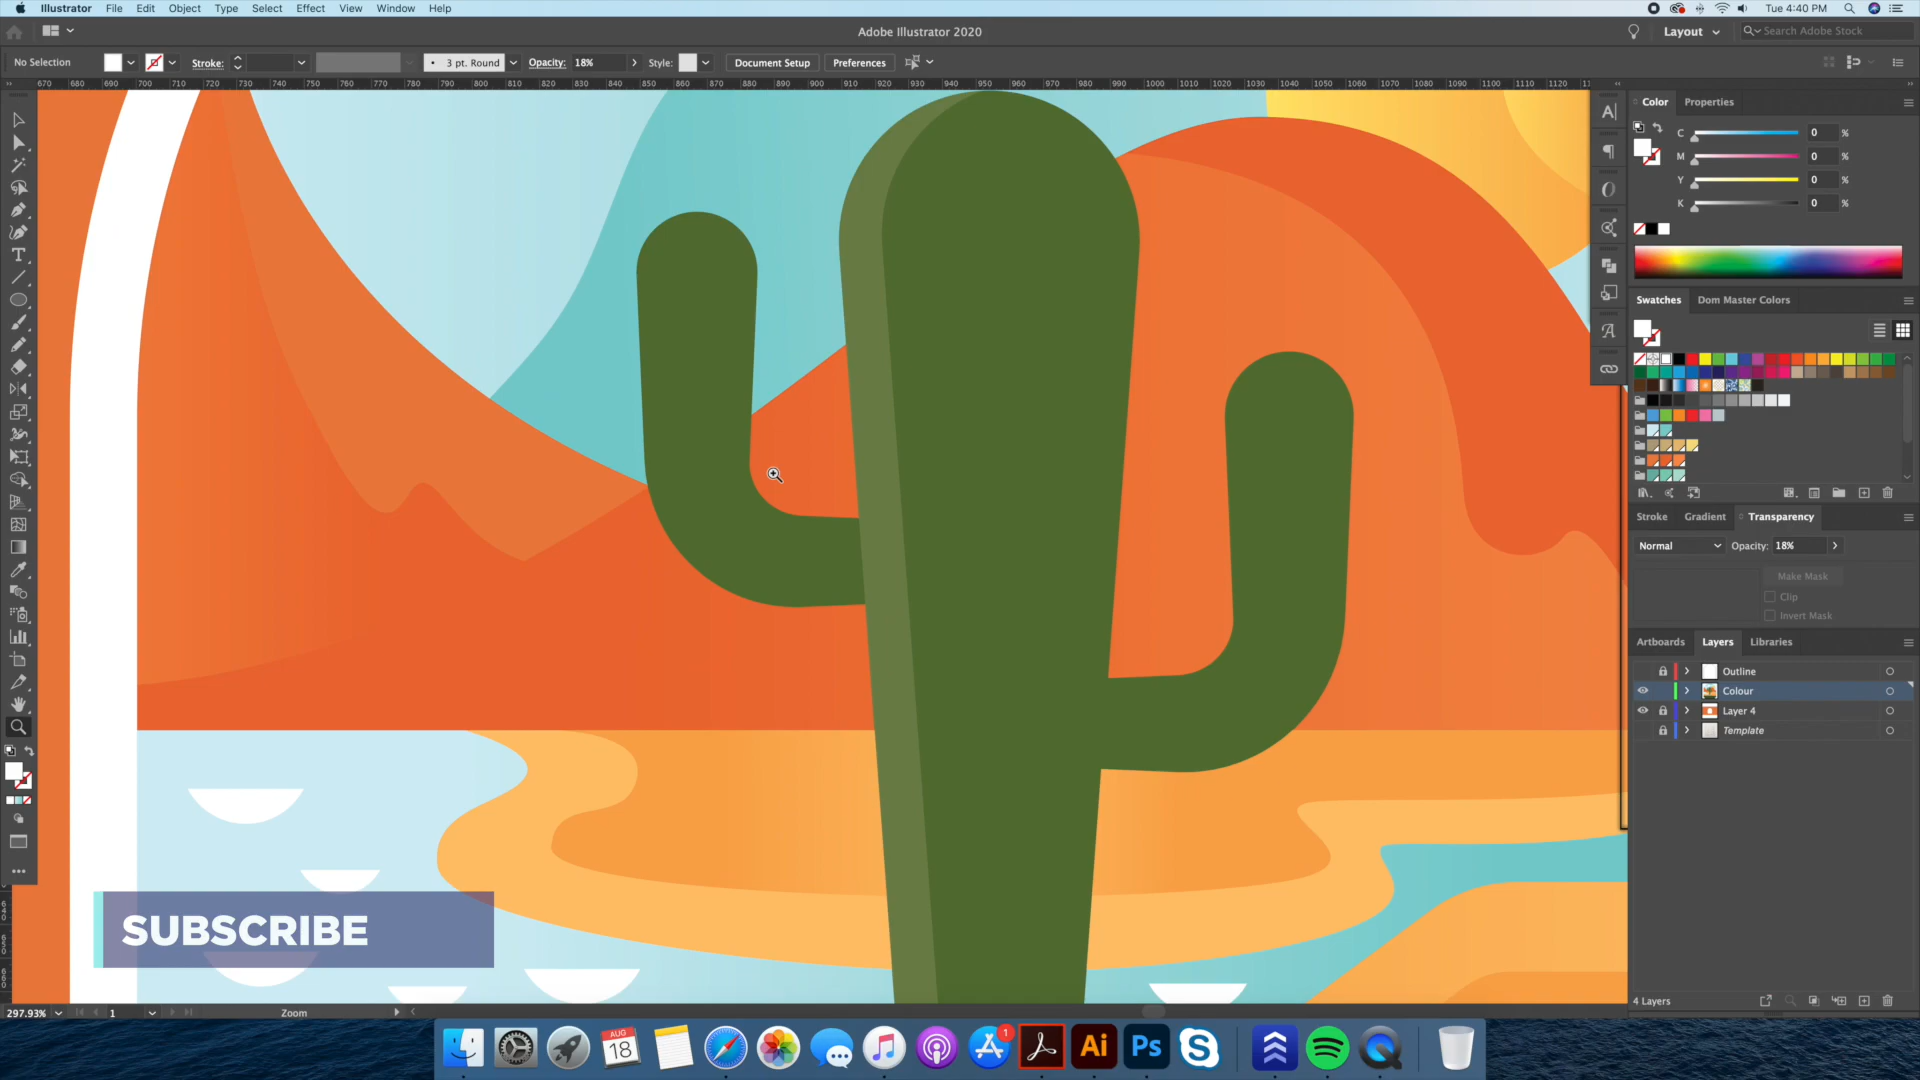 Illustrator File Edit Object Type Select Effect View Window Help
Tue 4:40 PM
Adobe Illustrator 2020
Layout
Search Adobe Stock
No Selection
Stroke:
3 pt. Round
Opacity: 18%
Style:
Document Setup
Preferences
670 680 690 700 710 720 730 740 750 760 770 780 790 800 810 820 830 840 850 860 870 880 890 900 910 920 930 940 950 960 970 980 990 1000 1010 1020 1030 1040 1050 1060 1070 1080 1090 1100 1110 1120
Color Properties
C 0 %
M 0 %
Y 0 %
K 0 %
Swatches Dom Master Colors
Stroke Gradient Transparency
Normal Opacity: 18%
Make Mask
Clip
Invert Mask
Artboards Layers Libraries
Outline
Colour
Layer 4
Template
4 Layers
SUBSCRIBE
297.93% 1 Zoom
AUG
18
1
Ai
Ps